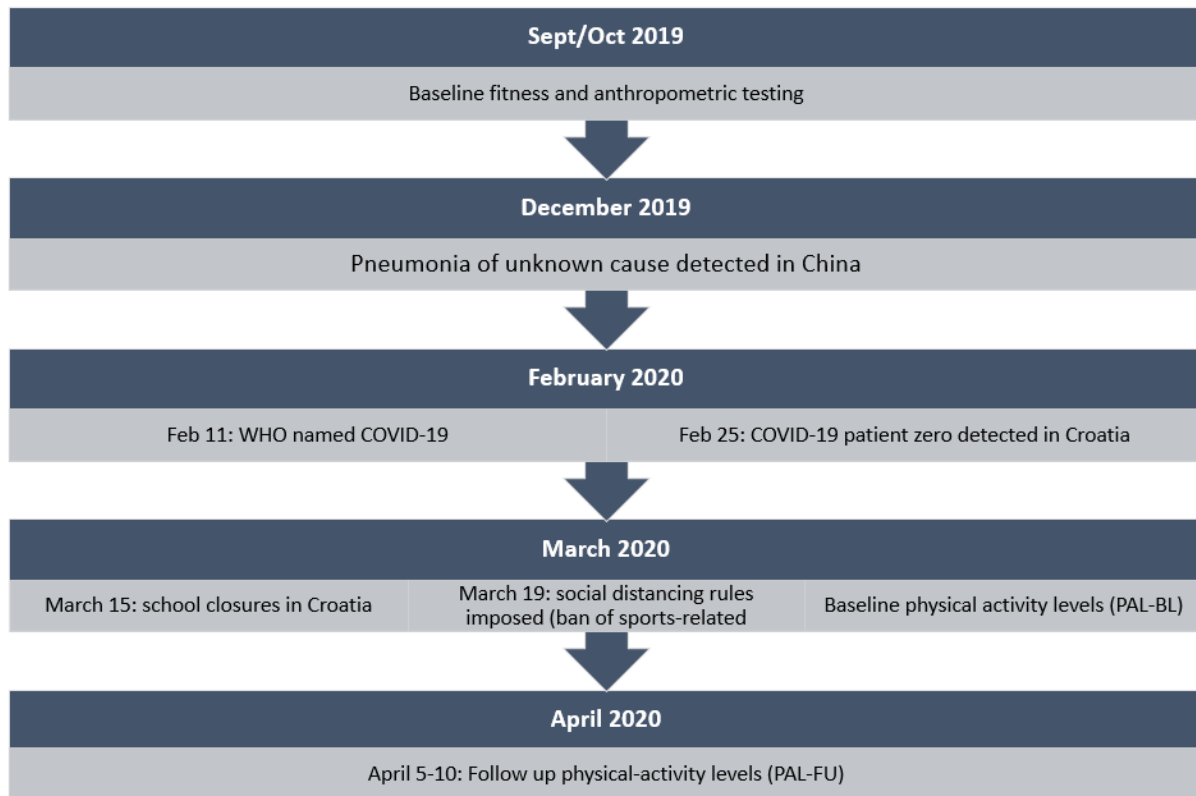 Sept/Oct 2019
Baseline fitness and anthropometric testing
December 2019
Pneumonia of unknown cause detected in China
February 2020
Feb 11: WHO named COVID-19
Feb 25: COVID-19 patient zero detected in Croatia
March 2020
March 15: school closures in Croatia
March 19: social distancing rules
imposed (ban of sports-related
Baseline physical activity levels (PAL-BL)
April 2020
April 5-10: Follow up physical-activity levels (PAL-FU)